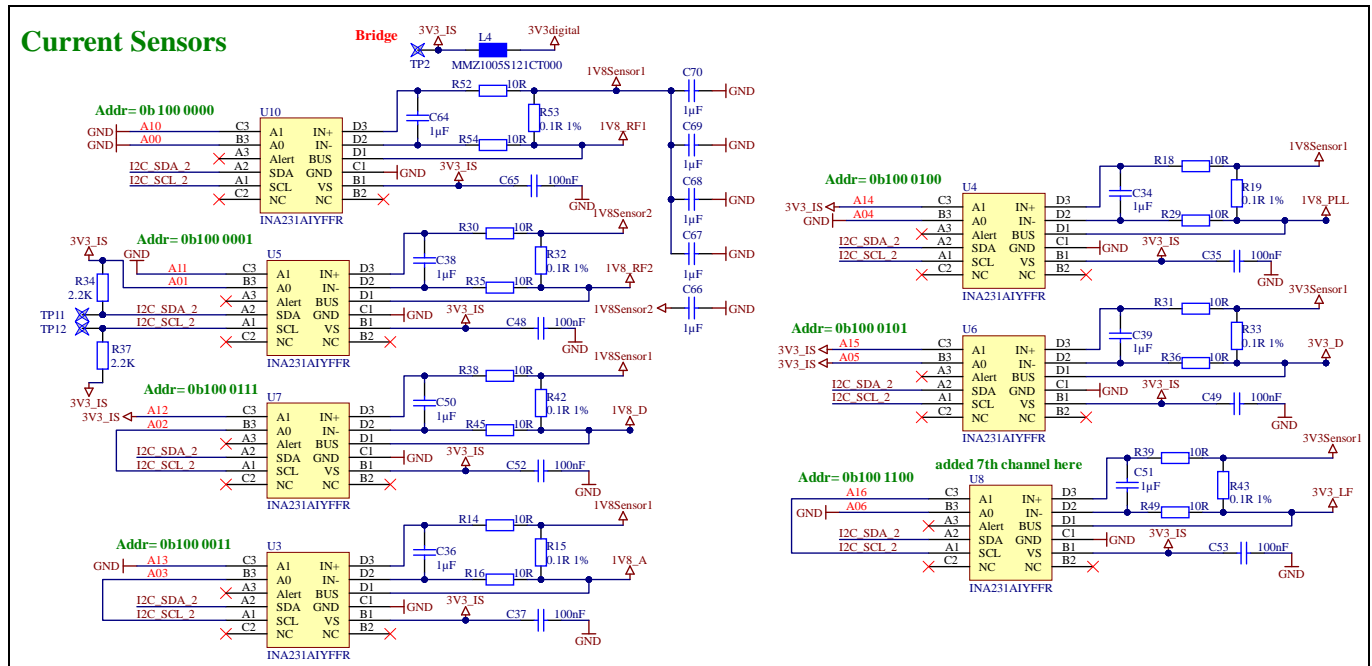 Current Sensors
Bridge
3V3_IS
L4
3V3digital
TP2
MMZ1005S121CT000
Addr= 0b 100 0000
U10
GND
A10
C3
A1
IN+
D3
GND
A00
B3
A0
IN-
D2
A3
Alert
BUS
D1
I2C_SDA_2
A2
SDA
GND
C1
GND
I2C_SCL_2
A1
SCL
VS
B1
C2
NC
NC
B2
INA231AIYFFR
R52
10R
C64
1µF
R54
10R
R53
0.1R 1%
1V8Sensor1
1V8_RF1
3V3_IS
C65
100nF
GND
C70
1µF
GND
C69
1µF
GND
C68
1µF
GND
C67
1µF
GND
C66
1V8Sensor2
1µF
GND
3V3_IS
Addr= 0b100 0001
GND
U5
R34
2.2K
A11
C3
A1
IN+
D3
A01
B3
A0
IN-
D2
A3
Alert
BUS
D1
TP11
I2C_SDA_2
A2
SDA
GND
C1
GND
TP12
I2C_SCL_2
A1
SCL
VS
B1
C2
NC
NC
B2
INA231AIYFFR
R37
2.2K
3V3_IS
R30
10R
C38
1µF
R35
10R
R32
0.1R 1%
1V8Sensor2
1V8_RF2
3V3_IS
C48
100nF
GND
Addr= 0b100 0111
U7
3V3_IS
A12
C3
A1
IN+
D3
A02
B3
A0
IN-
D2
A3
Alert
BUS
D1
I2C_SDA_2
A2
SDA
GND
C1
GND
I2C_SCL_2
A1
SCL
VS
B1
C2
NC
NC
B2
INA231AIYFFR
R38
10R
C50
1µF
R45
10R
R42
0.1R 1%
1V8Sensor1
1V8_D
3V3_IS
C52
100nF
GND
Addr= 0b100 0011
U3
GND
A13
C3
A1
IN+
D3
A03
B3
A0
IN-
D2
A3
Alert
BUS
D1
I2C_SDA_2
A2
SDA
GND
C1
GND
I2C_SCL_2
A1
SCL
VS
B1
C2
NC
NC
B2
INA231AIYFFR
R14
10R
C36
1µF
R16
10R
R15
0.1R 1%
1V8Sensor1
1V8_A
3V3_IS
C37
100nF
GND
Addr= 0b100 0100
U4
3V3_IS
A14
C3
A1
IN+
D3
GND
A04
B3
A0
IN-
D2
A3
Alert
BUS
D1
I2C_SDA_2
A2
SDA
GND
C1
GND
I2C_SCL_2
A1
SCL
VS
B1
C2
NC
NC
B2
INA231AIYFFR
R18
10R
C34
1µF
R29
10R
R19
0.1R 1%
1V8Sensor1
1V8_PLL
3V3_IS
C35
100nF
GND
Addr= 0b100 0101
U6
3V3_IS
A15
C3
A1
IN+
D3
3V3_IS
A05
B3
A0
IN-
D2
A3
Alert
BUS
D1
I2C_SDA_2
A2
SDA
GND
C1
GND
I2C_SCL_2
A1
SCL
VS
B1
C2
NC
NC
B2
INA231AIYFFR
R31
10R
C39
1µF
R36
10R
R33
0.1R 1%
3V3Sensor1
3V3_D
3V3_IS
C49
100nF
GND
Addr= 0b100 1100
added 7th channel here
U8
A16
C3
A1
IN+
D3
GND
A06
B3
A0
IN-
D2
A3
Alert
BUS
D1
I2C_SDA_2
A2
SDA
GND
C1
GND
I2C_SCL_2
A1
SCL
VS
B1
C2
NC
NC
B2
INA231AIYFFR
R39
10R
C51
1µF
R49
10R
R43
0.1R 1%
3V3Sensor1
3V3_LF
3V3_IS
C53
100nF
GND